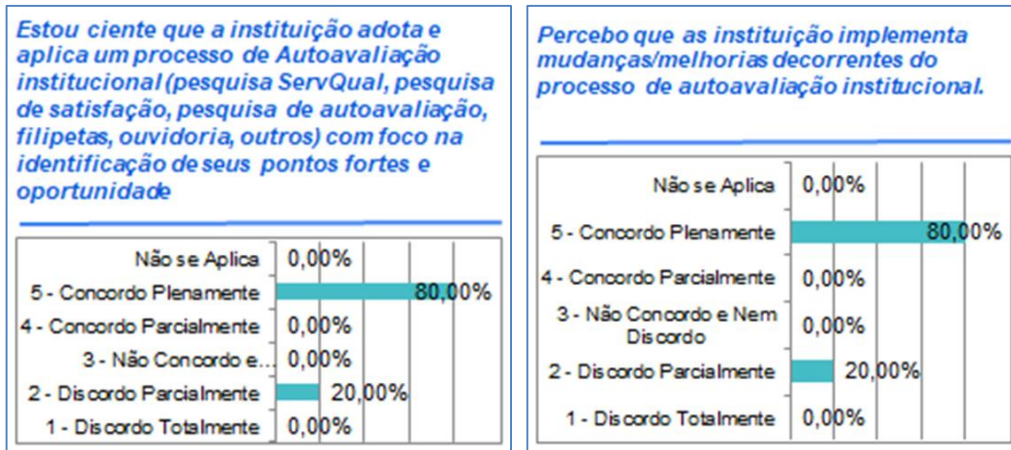 Estou ciente que a instituição adota e
aplica um processo de Autoavaliação
institucional (pesquisa ServQual, pesquisa
de satisfação, pesquisa de autoavaliação,
filipetas, ouvidoria, outros) com foco na
identificação de seus pontos fortes e
oportunidade
Não se Aplica 0,00%
5 - Concordo Plenamente 80,00%
4 - Concordo Parcialmente 0,00%
3 - Não Concordo e... 0,00%
2 - Discordo Parcialmente 20,00%
1 - Discordo Totalmente 0,00%
Percebo que as instituição implementa
mudanças/melhorias decorrentes do
processo de autoavaliação institucional.
Não se Aplica 0,00%
5 - Concordo Plenamente 80,00%
4 - Concordo Parcialmente 0,00%
3 - Não Concordo e Nem
Discordo 0,00%
2 - Discordo Parcialmente 20,00%
1 - Discordo Totalmente 0,00%